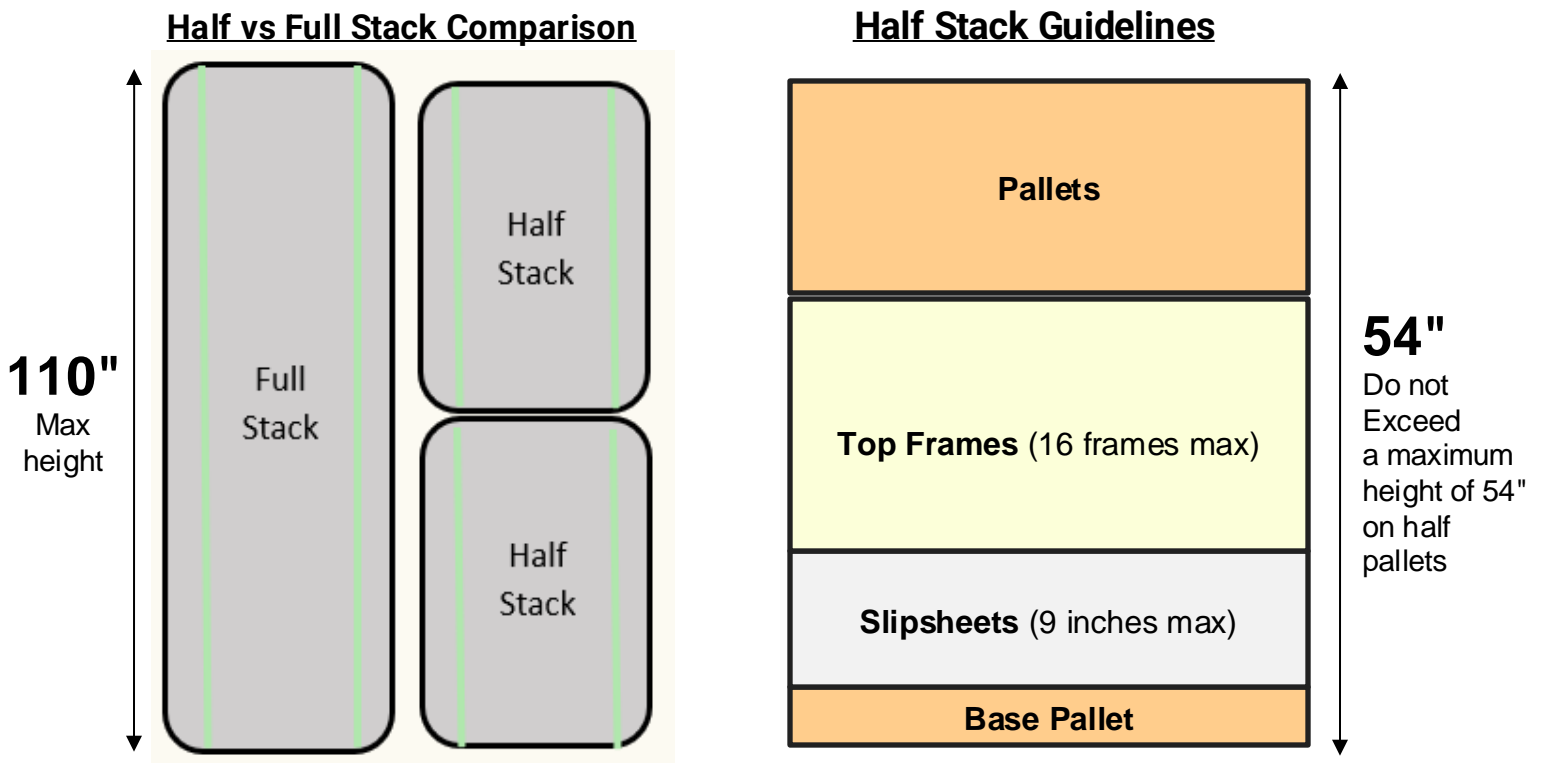 Half vs Full Stack Comparison
110"
Max
height
Full
Stack
Half
Stack
Half
Stack
Half Stack Guidelines
Pallets
Top Frames (16 frames max)
Slipsheets (9 inches max)
Base Pallet
54"
Do not
Exceed
a maximum
height of 54"
on half
pallets